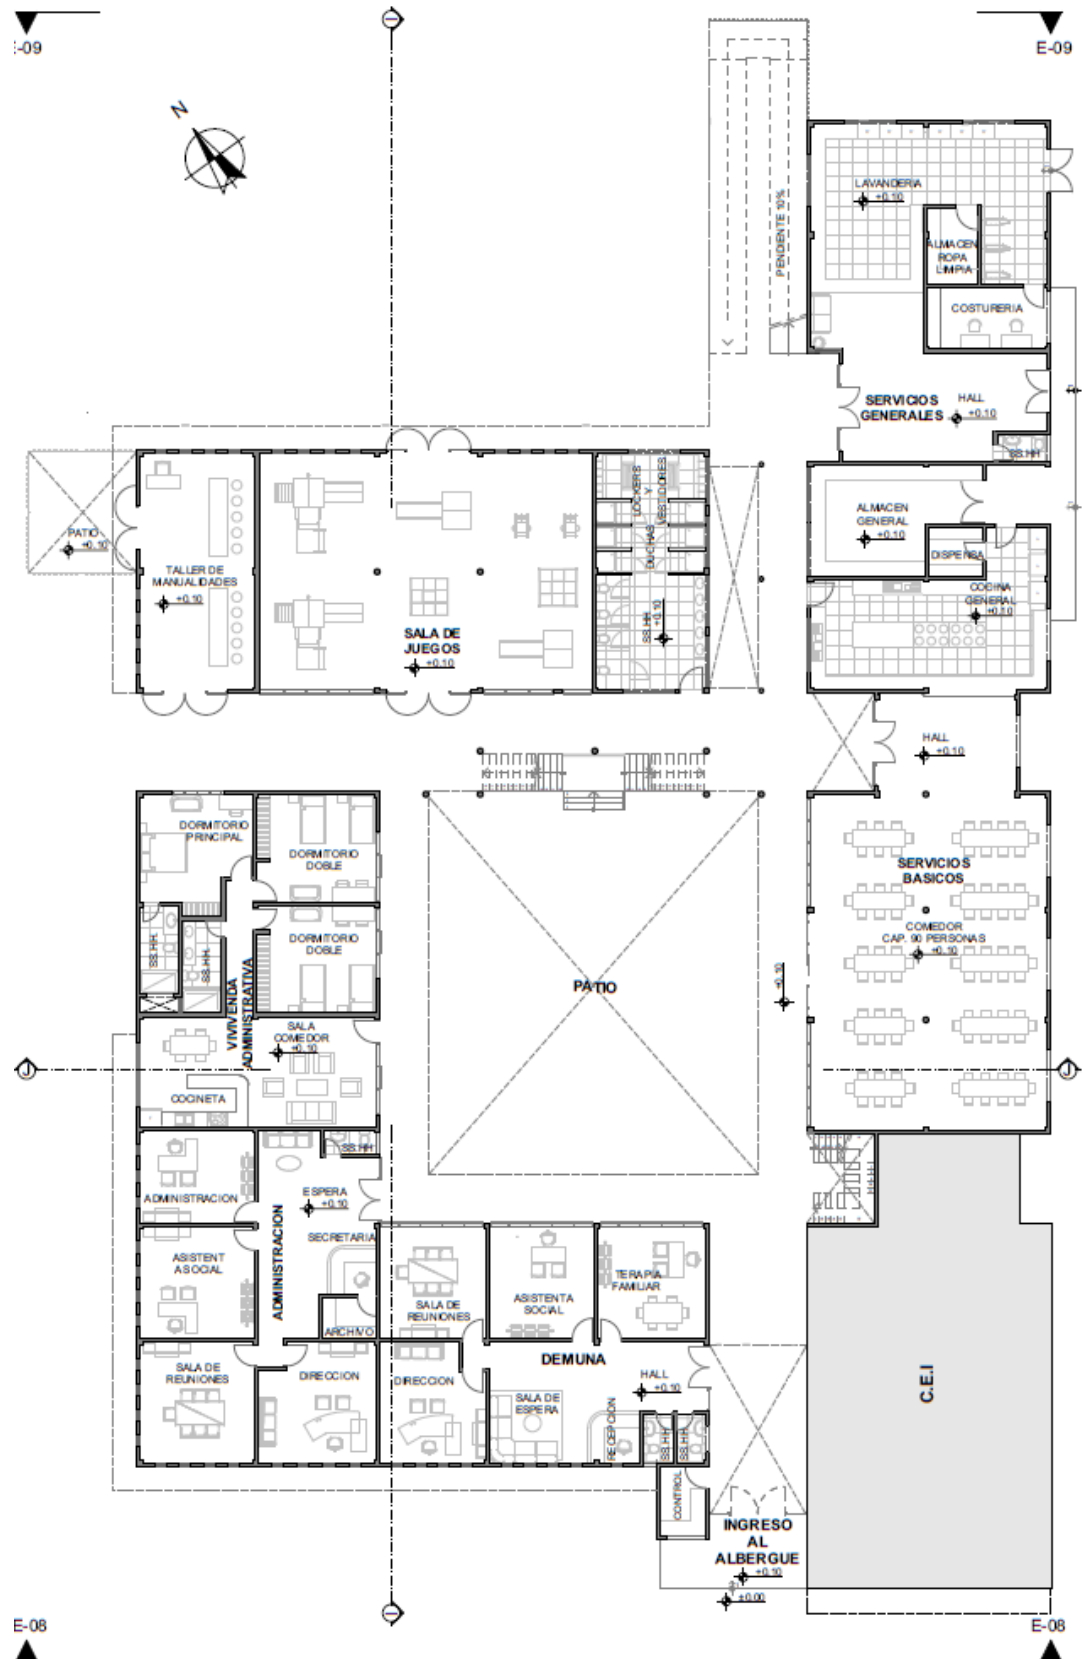 :-09
E-09
N
PENDIENTE 10%
LAVANDERIA
+0.10
ALMACEN
ROPA
LIMPIA
COSTURERIA
SERVICIOS
GENERALES
HALL
+0.10
SS.HH
LOCKERS
Y
VESTIDORES
DUCHAS
SS.HH
+0.10
ALMACEN
GENERAL
+0.10
DISPENSA
COCINA
GENERAL
+0.10
PATIO
+0.10
TALLER DE
MANUALIDADES
+0.10
SALA DE
JUEGOS
+0.10
HALL
+0.10
DORMITORIO
PRINCIPAL
DORMITORIO
DOBLE
DORMITORIO
DOBLE
SS.HH.
SS.HH.
VIVIVENDA
ADMINISTRATIVA
SALA
COMEDOR
+0.10
COCINETA
PATIO
+0.10
SERVICIOS
BASICOS
COMEDOR
CAP. 90 PERSONAS
+0.10
J
J
SS.HH
ADMINISTRACION
ESPERA
+0.10
SECRETARIA
ADMINISTRACION
ASISTENT
A SOCIAL
ARCHIVO
SALA DE
REUNIONES
ASISTENTA
SOCIAL
TERAPIA
FAMILIAR
SALA DE
REUNIONES
DIRECCION
DIRECCION
DEMUNA
HALL
+0.10
SALA DE
ESPERA
RECEPCION
SS.HH.
SS.HH.
CONTROL
C.E.I
INGRESO
AL
ALBERGUE
+0.10
±0.00
E-08
E-08